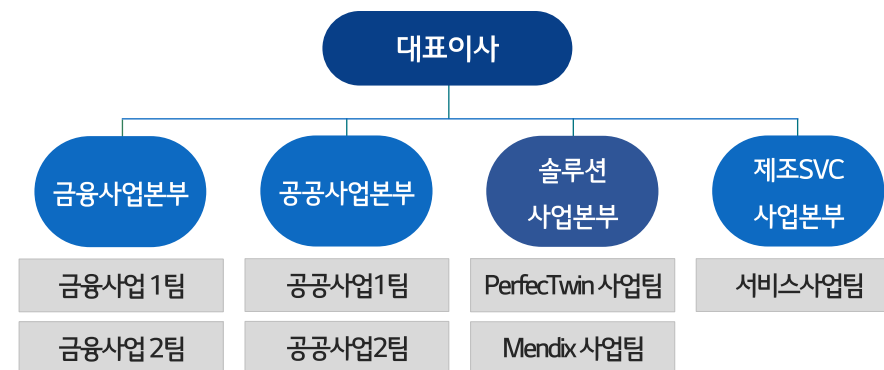 대표이사
금융사업본부
공공사업본부
솔루션
사업본부
제조SVC
사업본부
금융사업 1팀
공공사업1팀
PerfecTwin 사업팀
서비스사업팀
금융사업 2팀
공공사업2팀
Mendix 사업팀